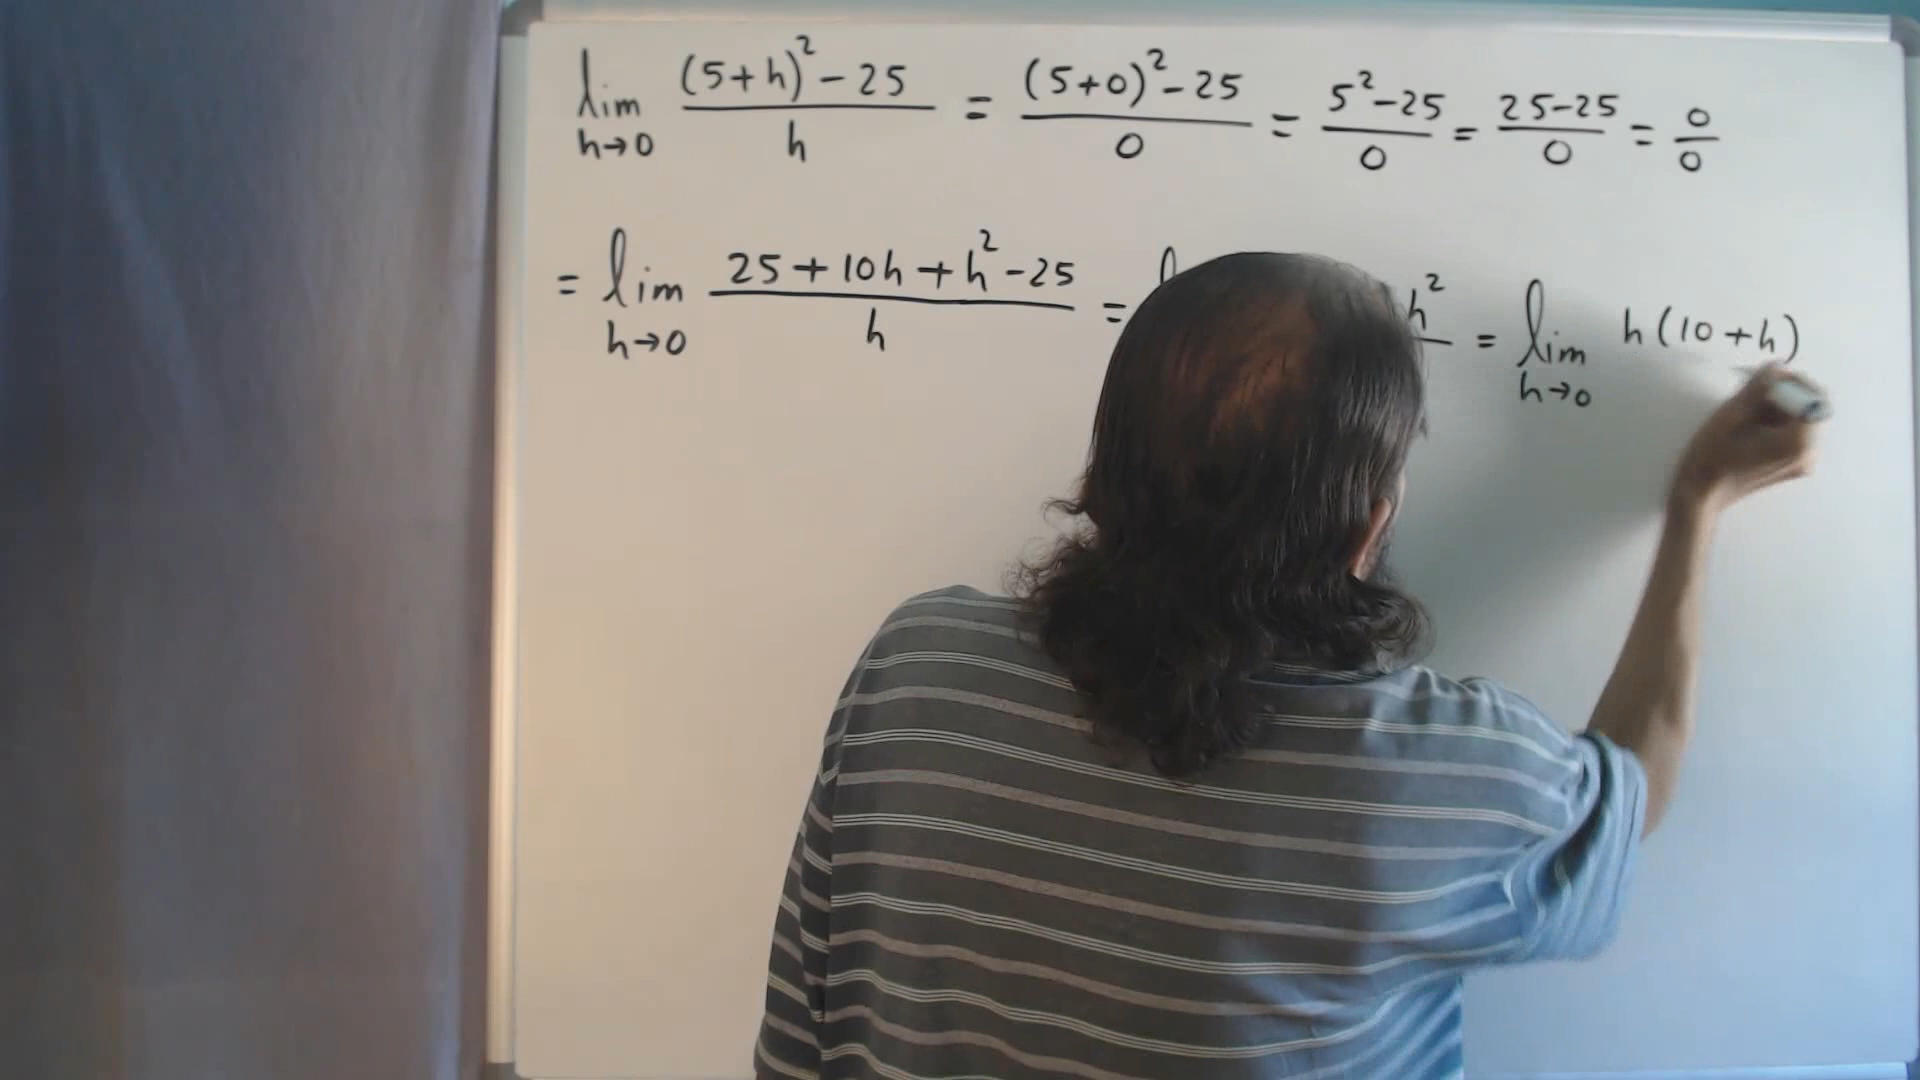 lim h→0 (5+h)²-25 / h = (5+0)²-25 / 0 = 5²-25 / 0 = 25-25 / 0 = 0/0
= lim h→0 25+10h+h²-25 / h = h² = lim h→0 h(10+h)